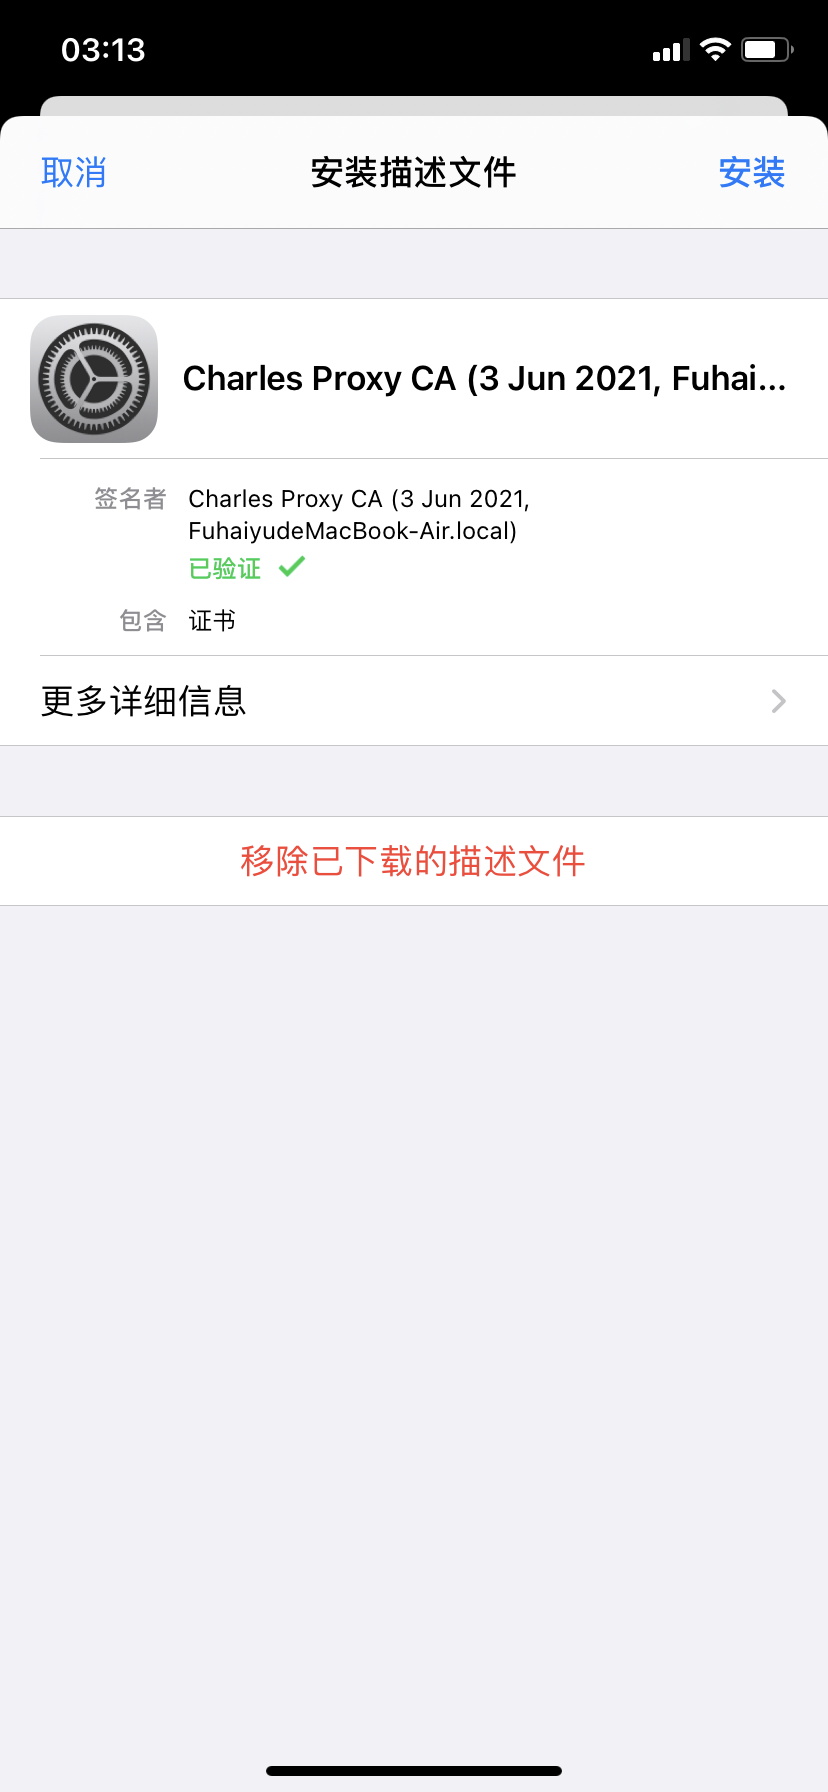 03:13
取消
安装描述文件
安装
Charles Proxy CA (3 Jun 2021, Fuhai...
签名者
Charles Proxy CA (3 Jun 2021,
FuhaiyudeMacBook-Air.local)
已验证
包含
证书
更多详细信息
移除已下载的描述文件